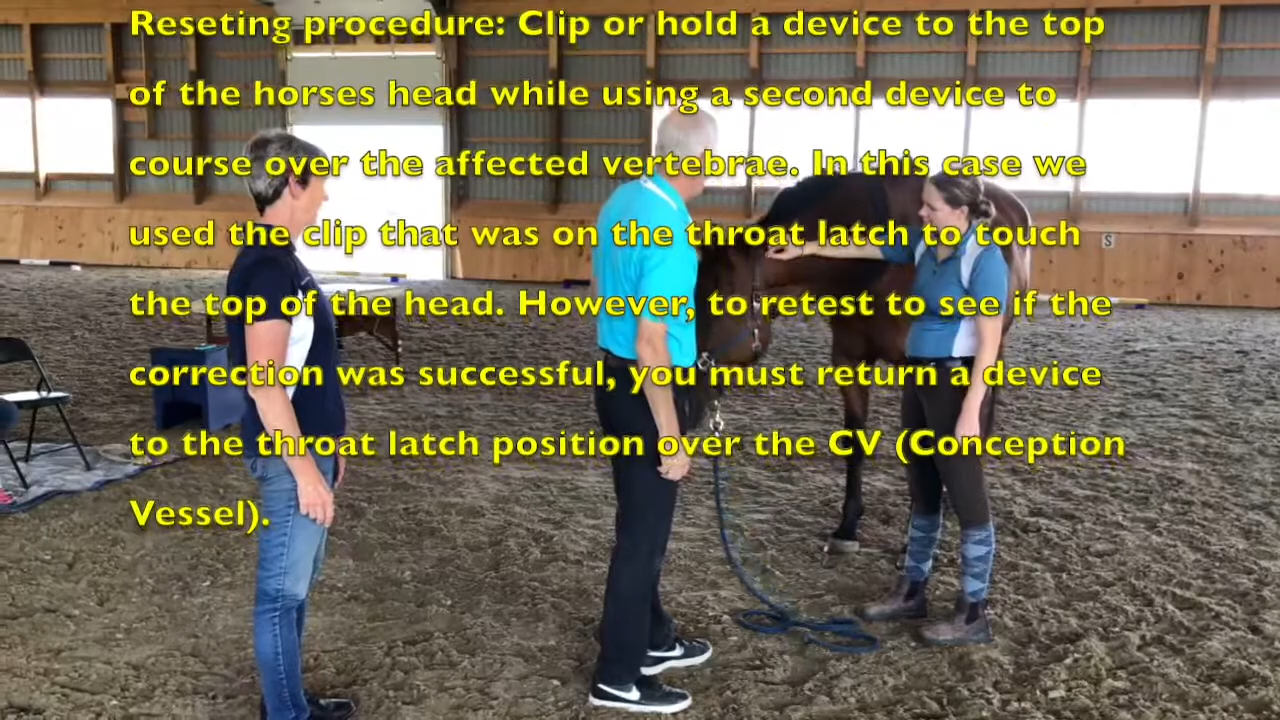 Reseting procedure: Clip or hold a device to the top
of the horses head while using a second device to
course over the affected vertebrae. In this case we
used the clip that was on the throat latch to touch
the top of the head. However, to retest to see if the
correction was successful, you must return a device
to the throat latch position over the CV (Conception
Vessel).
S